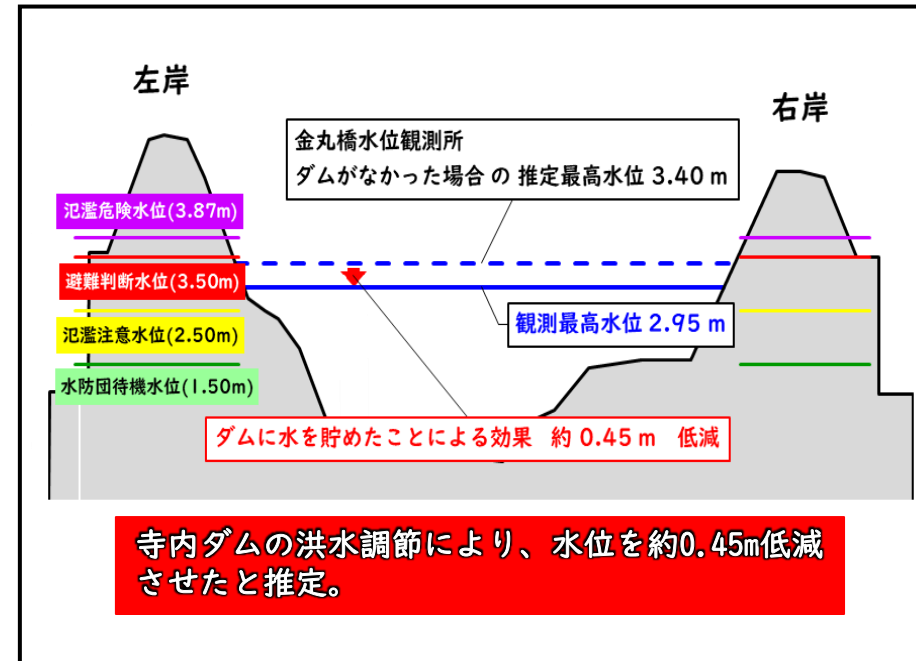 左岸
右岸
金丸橋水位観測所
ダムがなかった場合 の 推定最高水位 3.40 m
氾濫危険水位(3.87m)
避難判断水位(3.50m)
観測最高水位 2.95 m
氾濫注意水位(2.50m)
水防団待機水位(1.50m)
ダムに水を貯めたことによる効果 約 0.45 m 低減
寺内ダムの洪水調節により、水位を約0.45m低減
させたと推定。